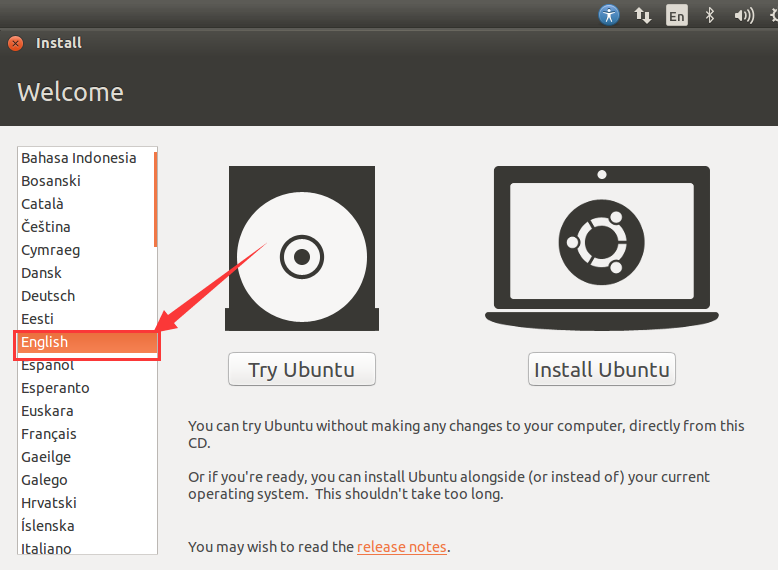 En
Install
Welcome
Bahasa Indonesia
Bosanski
Català
Čeština
Cymraeg
Dansk
Deutsch
Eesti
English
Español
Esperanto
Euskara
Français
Gaeilge
Galego
Hrvatski
Íslenska
Italiano
Try Ubuntu
Install Ubuntu
You can try Ubuntu without making any changes to your computer, directly from this
CD.
Or if you're ready, you can install Ubuntu alongside (or instead of) your current
operating system.  This shouldn't take too long.
You may wish to read the release notes.